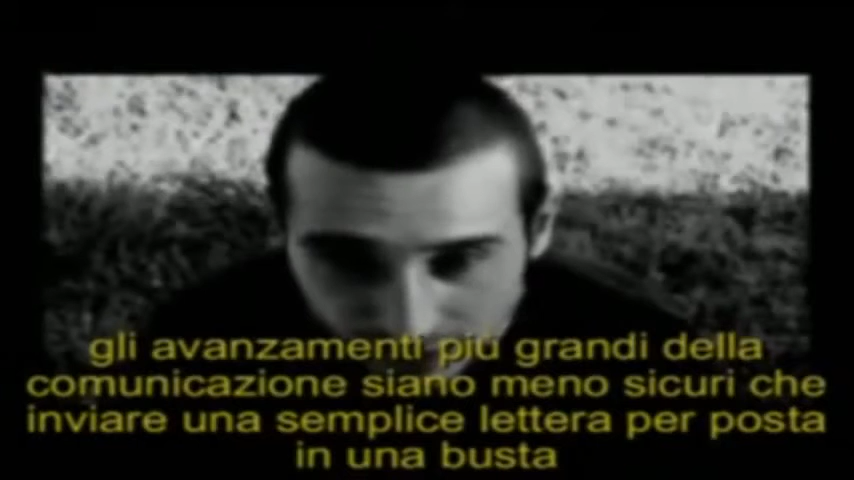 gli avanzamenti più grandi della
comunicazione siano meno sicuri che
inviare una semplice lettera per posta
in una busta